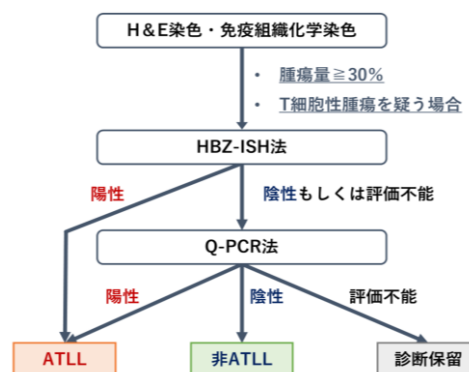 H＆E染色・免疫組織化学染色
• 腫瘍量≧30%
• T細胞性腫瘍を疑う場合
HBZ-ISH法
陽性 陰性もしくは評価不能
Q-PCR法
陽性 陰性 評価不能
ATLL 非ATLL 診断保留